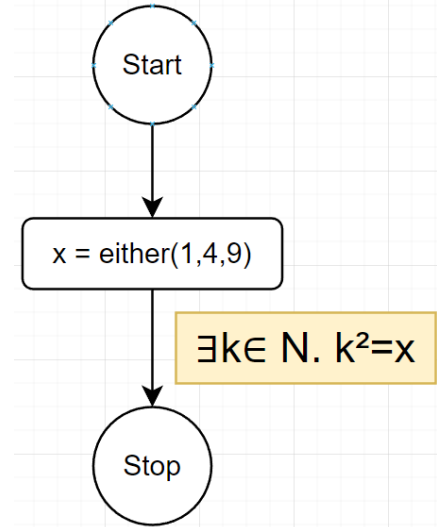 Start
x = either(1,4,9)
∃k∈ N. k²=x
Stop